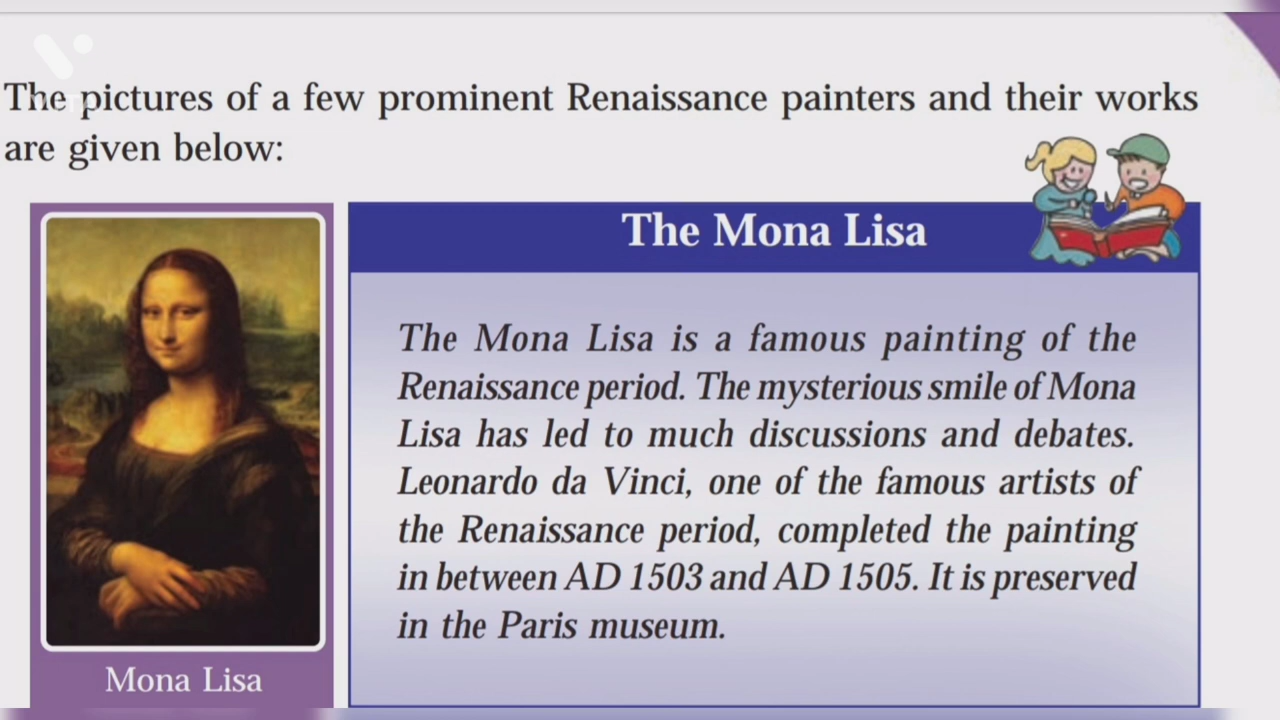 The pictures of a few prominent Renaissance painters and their works
are given below:
The Mona Lisa
The Mona Lisa is a famous painting of the
Renaissance period. The mysterious smile of Mona
Lisa has led to much discussions and debates.
Leonardo da Vinci, one of the famous artists of
the Renaissance period, completed the painting
in between AD 1503 and AD 1505. It is preserved
in the Paris museum.
Mona Lisa